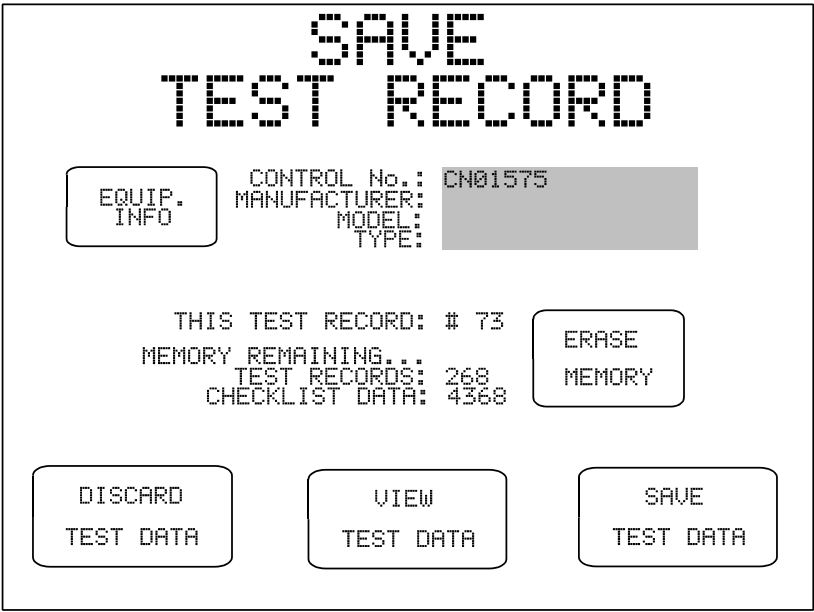 SAVE
TEST RECORD
EQUIP.
INFO
CONTROL No.: CN01575
MANUFACTURER:
MODEL:
TYPE:
THIS TEST RECORD: # 73
MEMORY REMAINING...
TEST RECORDS: 268
CHECKLIST DATA: 4368
ERASE
MEMORY
DISCARD
TEST DATA
VIEW
TEST DATA
SAVE
TEST DATA